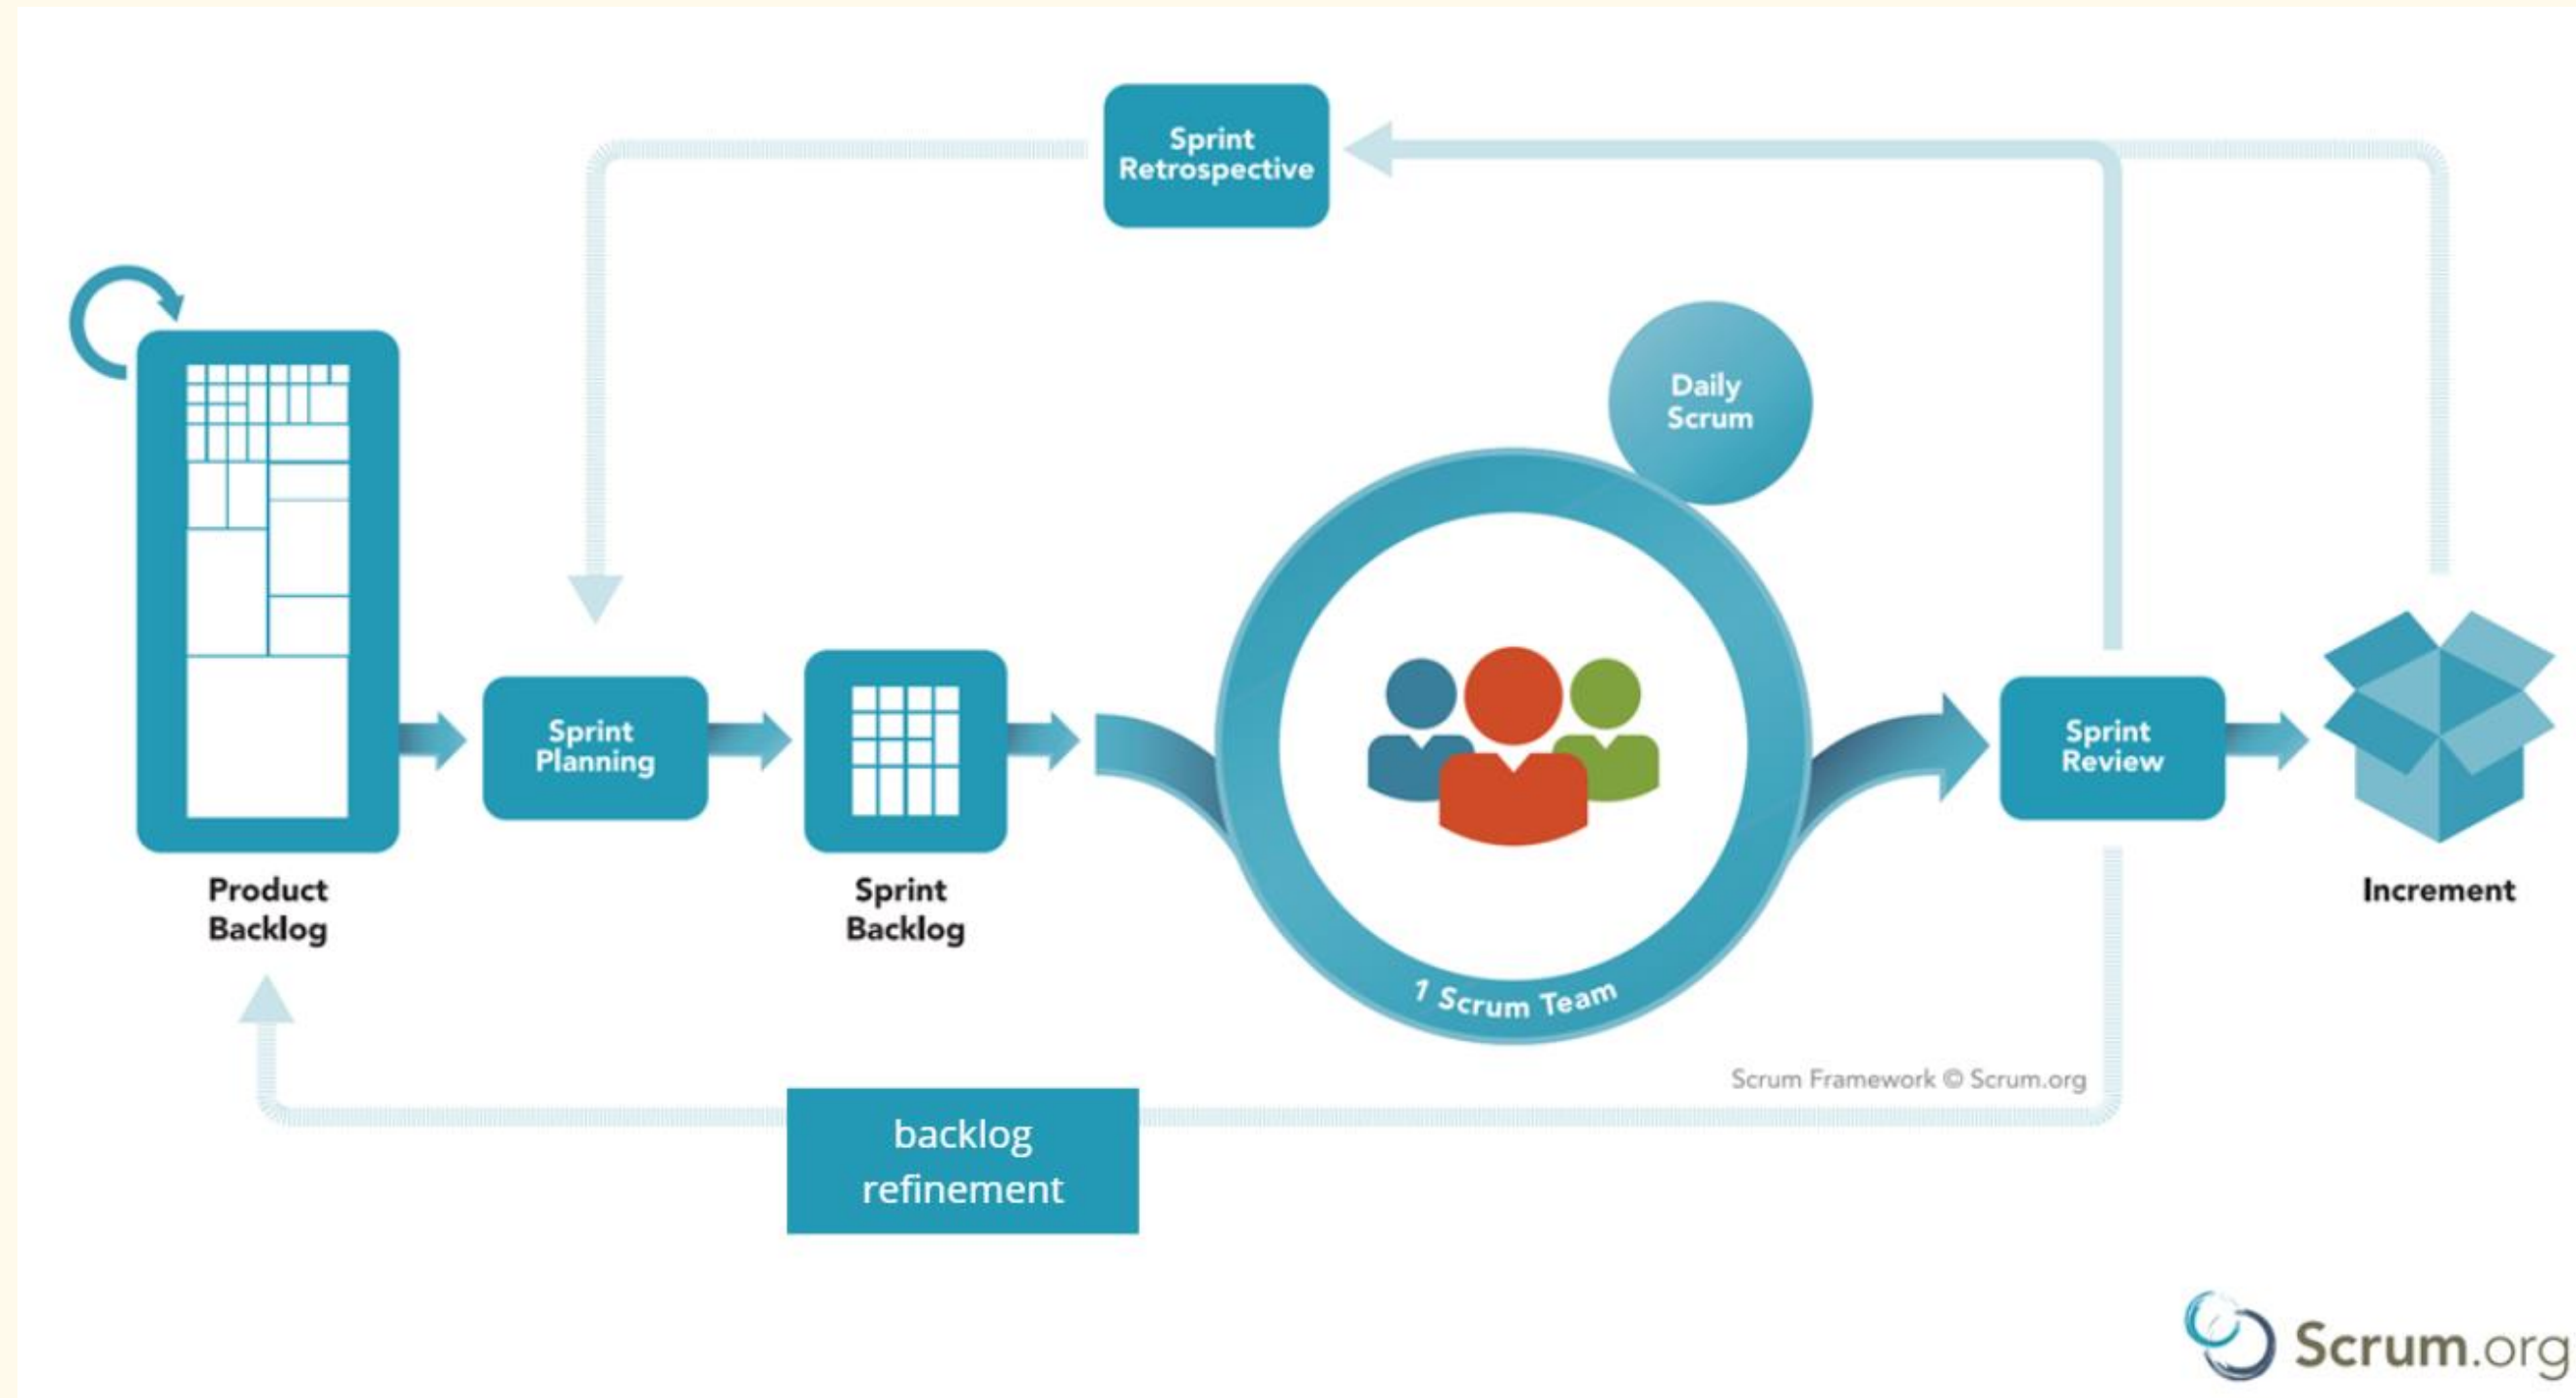 Sprint
Retrospective
Daily
Scrum
Sprint
Planning
Sprint
Review
Product
Backlog
Sprint
Backlog
1 Scrum Team
Increment
Scrum Framework © Scrum.org
backlog
refinement
Scrum.org